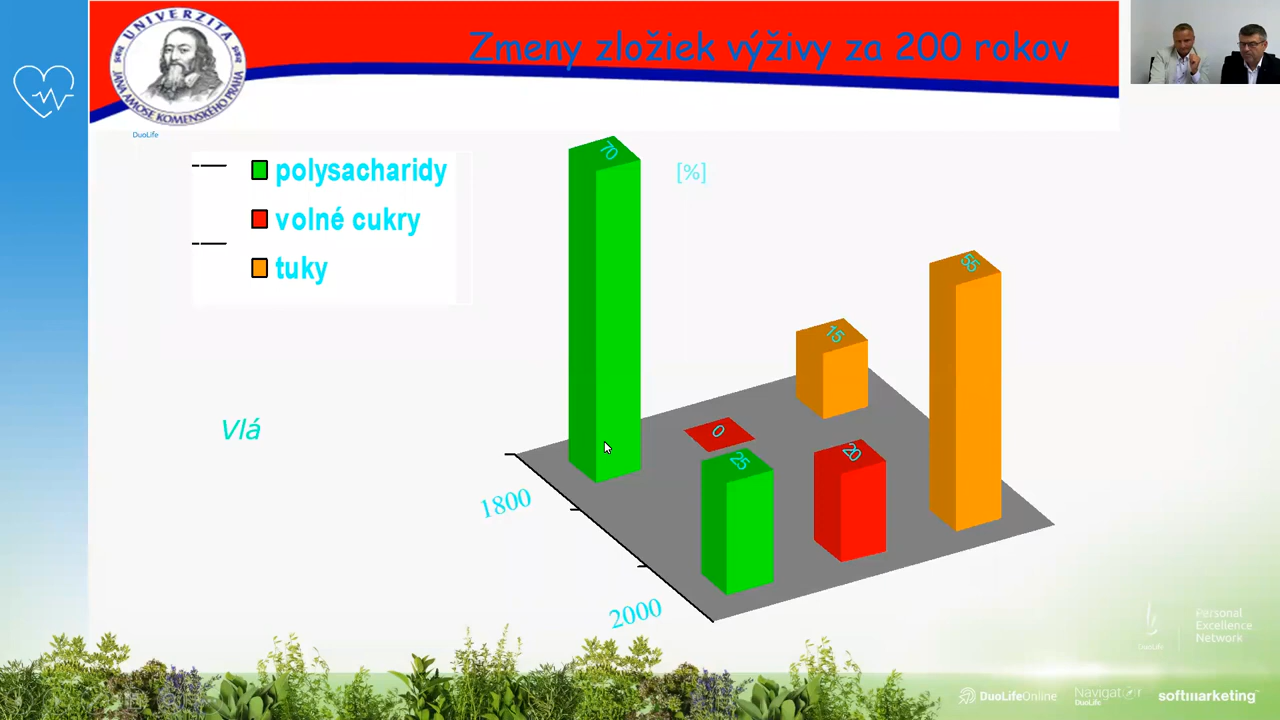 UNIVERZITA
JANA AMOSE KOMENSKÉHO PRAHA
Zmeny zložiek výživy za 200 rokov
DuoLife
polysacharidy
volné cukry
tuky
[%]
70
15
55
0
25
20
Vlá
1800
2000
Personal
Excellence
Network
DuoLife
DuoLifeOnline
Navigator
DuoLife
softmarketing